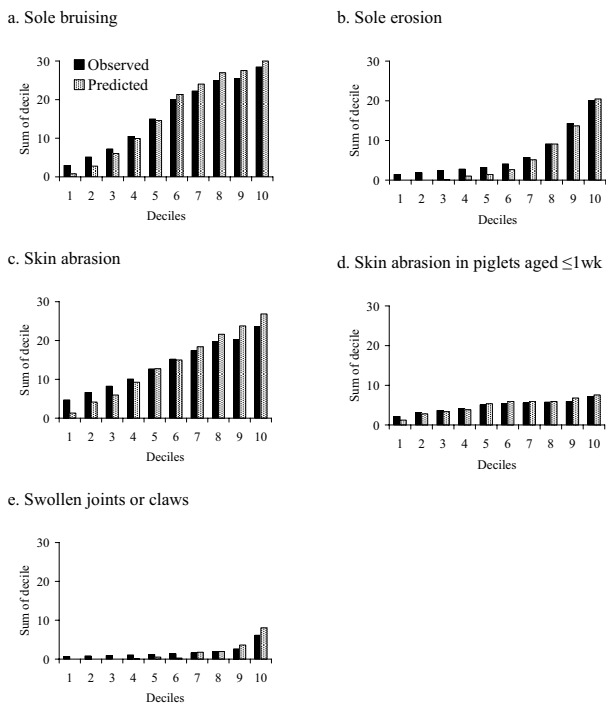 a. Sole bruising
30
20
10
0
Sum of decile
Observed
Predicted
1 2 3 4 5 6 7 8 9 10
Deciles
b. Sole erosion
30
20
10
0
Sum of decile
1 2 3 4 5 6 7 8 9 10
Deciles
c. Skin abrasion
30
20
10
0
Sum of decile
1 2 3 4 5 6 7 8 9 10
Deciles
d. Skin abrasion in piglets aged ≤1wk
30
20
10
0
Sum of decile
1 2 3 4 5 6 7 8 9 10
Deciles
e. Swollen joints or claws
30
20
10
0
Sum of decile
1 2 3 4 5 6 7 8 9 10
Deciles